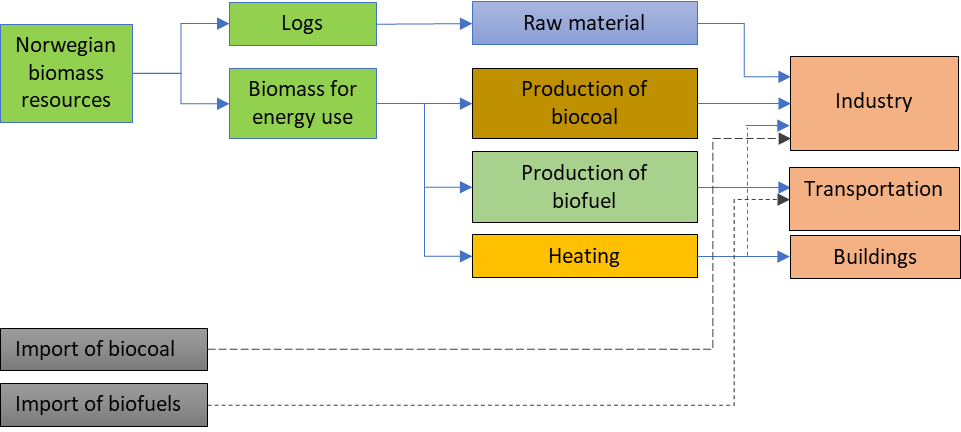 Norwegian
biomass
resources
Logs
Biomass for
energy use
Raw material
Production of
biocoal
Production of
biofuel
Heating
Industry
Transportation
Buildings
Import of biocoal
Import of biofuels